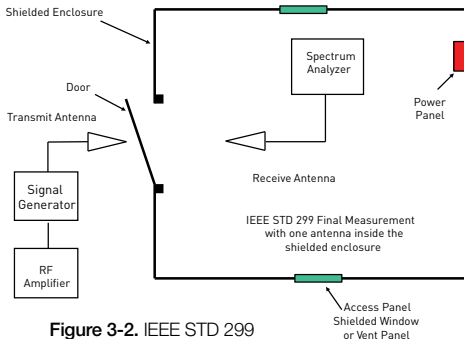 Shielded Enclosure
Door
Transmit Antenna
Signal
Generator
RF
Amplifier
Spectrum
Analyzer
Power
Panel
Receive Antenna
IEEE STD 299 Final Measurement
with one antenna inside the
shielded enclosure
Access Panel
Shielded Window
or Vent Panel
Figure 3-2. IEEE STD 299